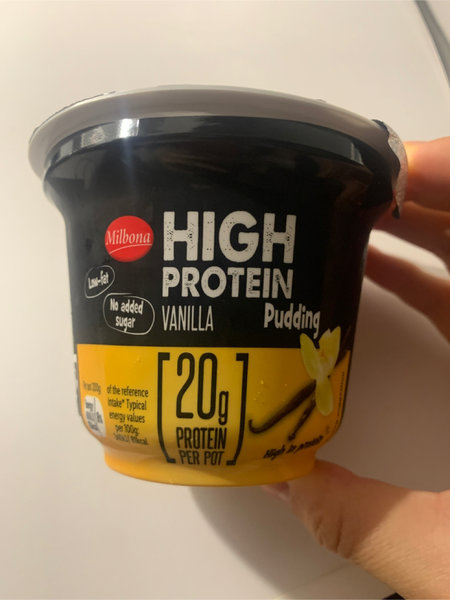 Milbona
HIGH
PROTEIN
VANILLA
Pudding
Low-fat
No added
sugar
20g
PROTEIN
PER POT
of the reference
intake* Typical
energy values
per 100g:
High in protein